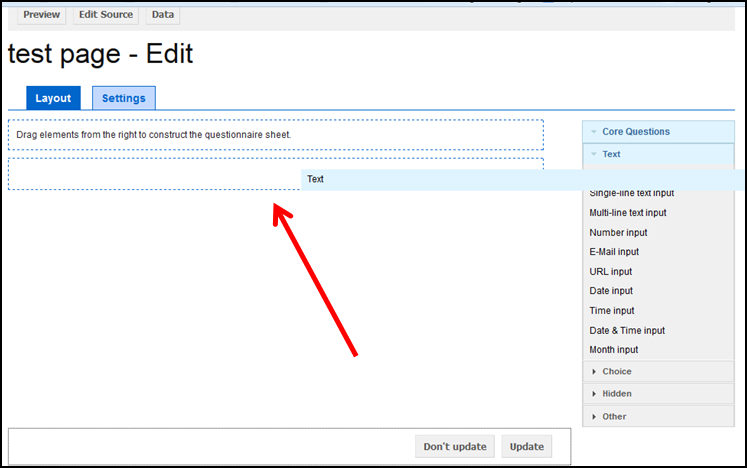 Preview Edit Source Data
test page - Edit
Layout Settings
Drag elements from the right to construct the questionnaire sheet.
Text
Core Questions
Text
Single-line text input
Multi-line text input
Number input
E-Mail input
URL input
Date input
Time input
Date & Time input
Month input
Choice
Hidden
Other
Don't update Update